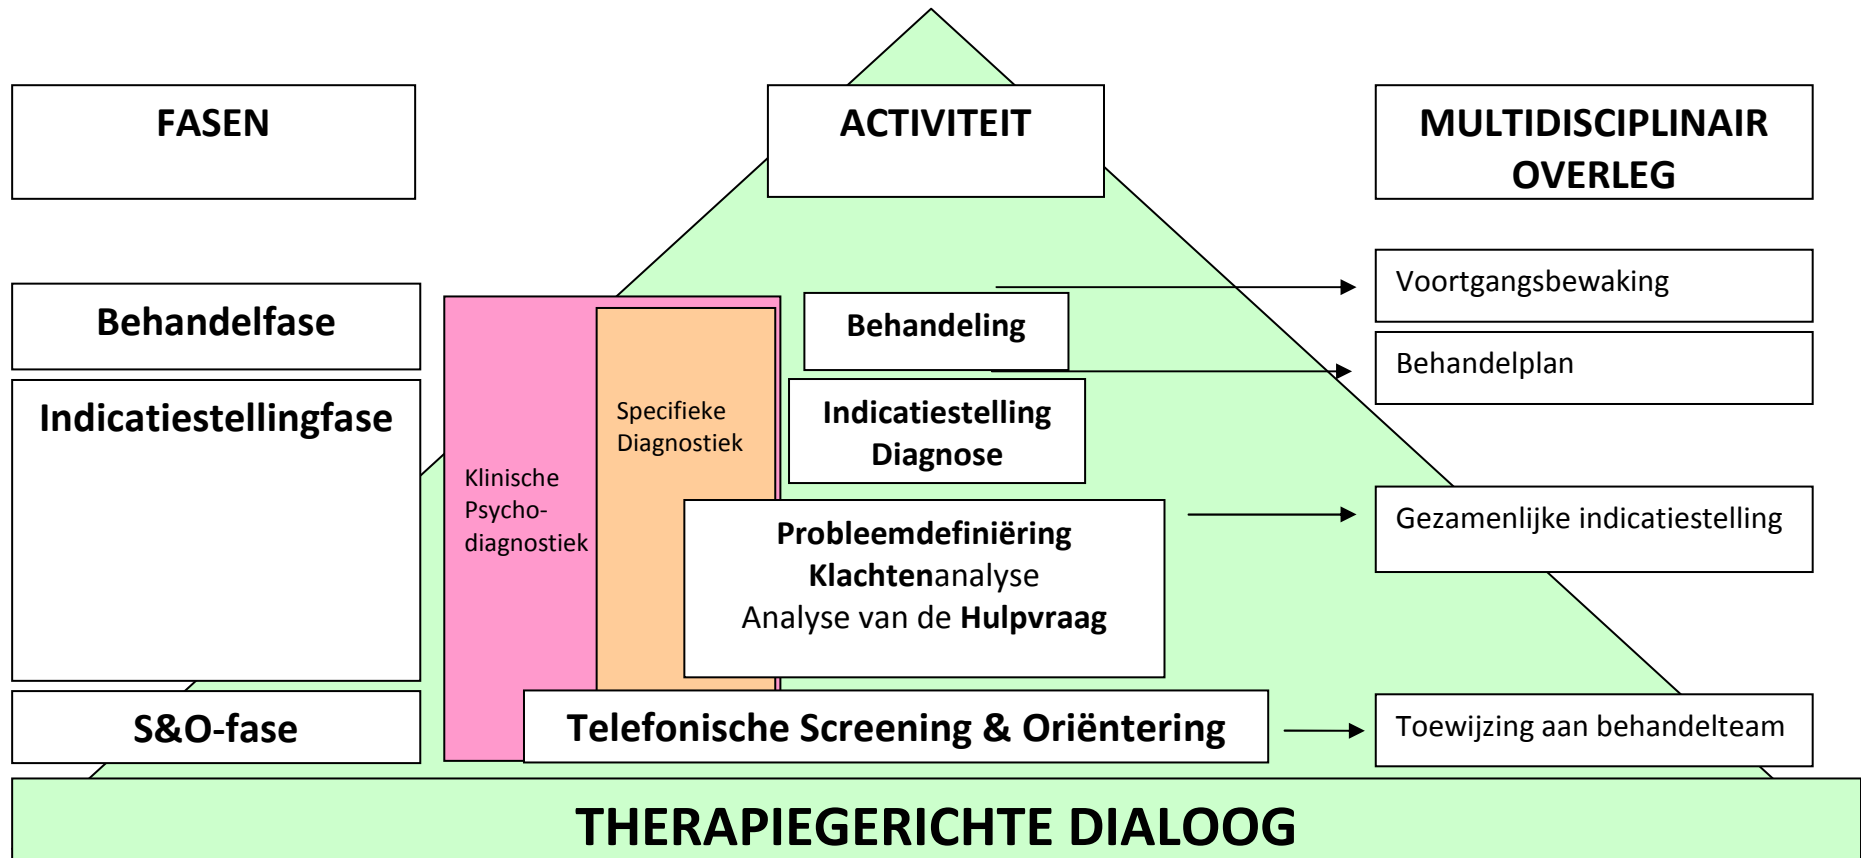 FASEN
ACTIVITEIT
MULTIDISCIPLINAIR
OVERLEG
Behandelfase
Behandeling
Voortgangsbewaking
Behandelplan
Indicatiestellingfase
Klinische
Psycho-
diagnostiek
Specifieke
Diagnostiek
Indicatiestelling
Diagnose
Probleemdefiniëring
Klachtenanalyse
Analyse van de Hulpvraag
Gezamenlijke indicatiestelling
S&O-fase
Telefonische Screening & Oriëntering
Toewijzing aan behandelteam
THERAPIEGERICHTE DIALOOG